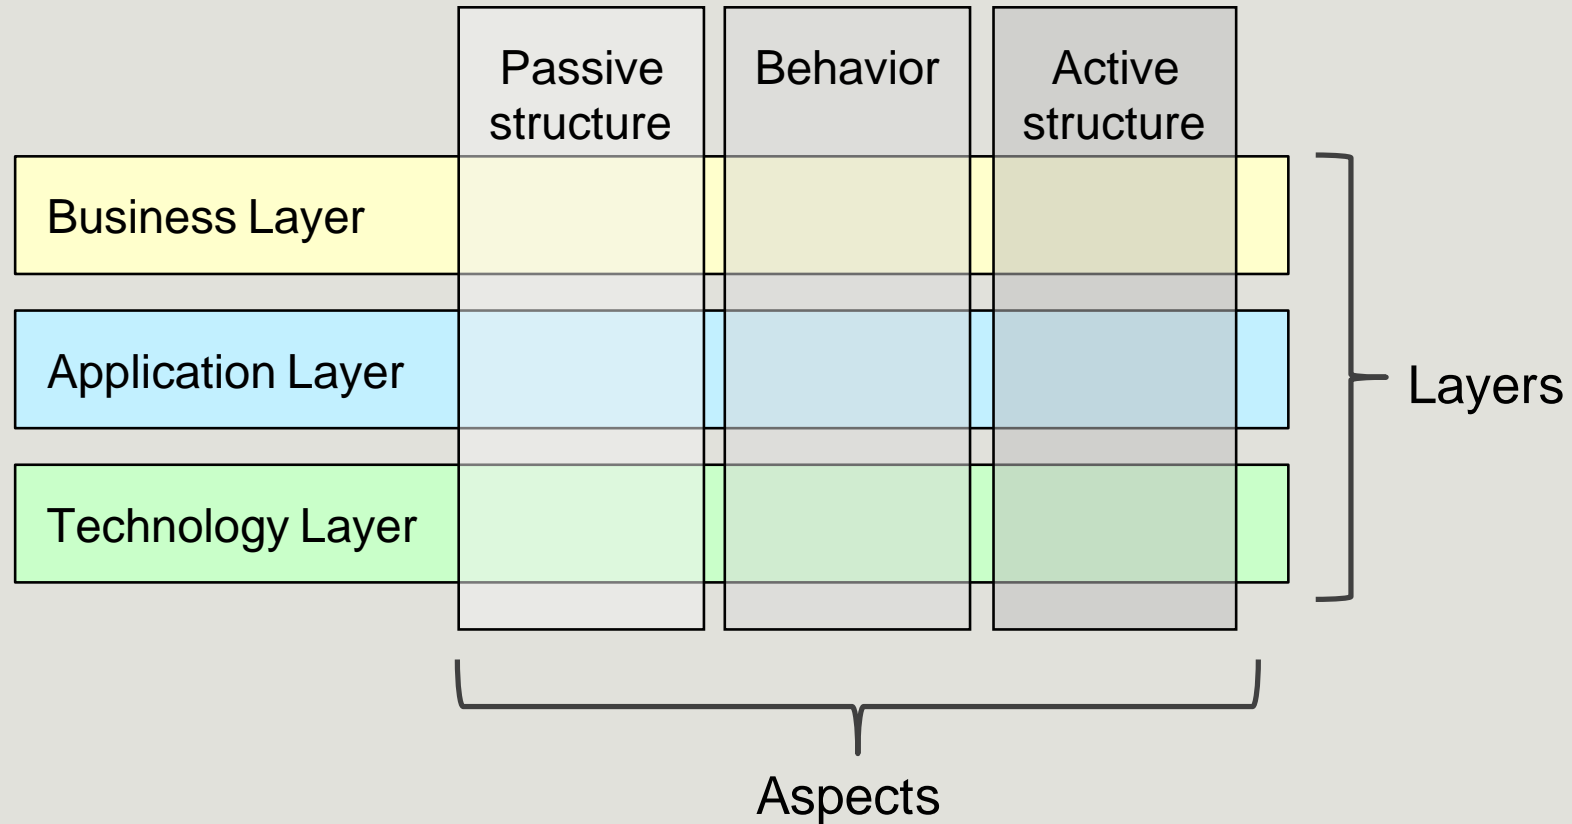 Passive
structure
Behavior
Active
structure
Business Layer
Application Layer
Technology Layer
Layers
Aspects